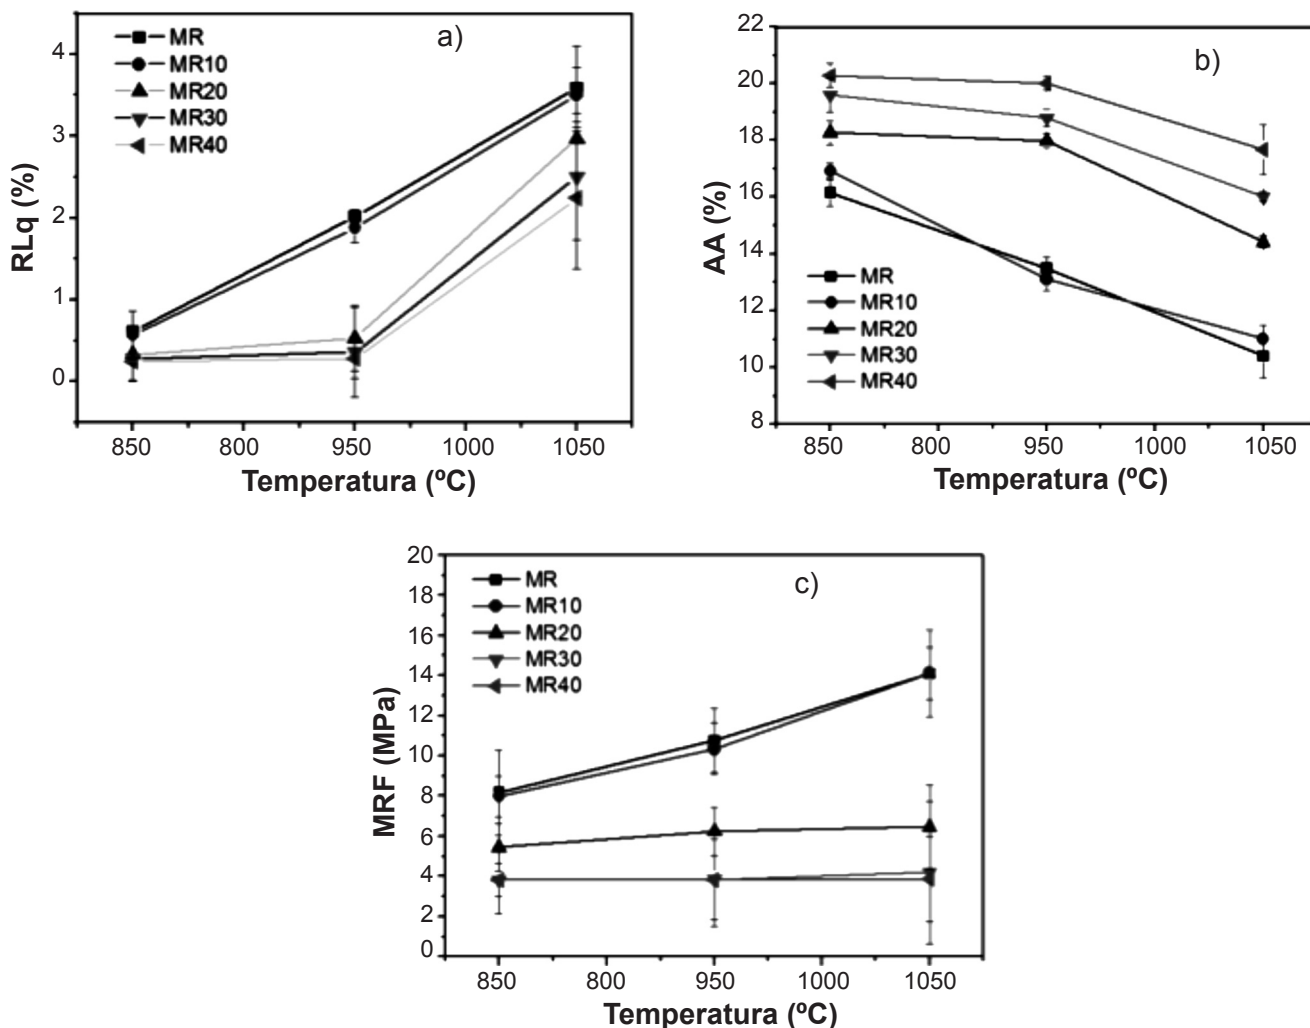 a)
MR
MR10
MR20
MR30
MR40
4
3
2
1
0
RLq (%)
850 800 950 1000 1050
Temperatura (ºC)
b)
22
20
18
16
14
12
10
8
AA (%)
MR
MR10
MR20
MR30
MR40
850 800 950 1000 1050
Temperatura (ºC)
c)
20
18
16
14
12
10
8
6
4
2
0
MRF (MPa)
MR
MR10
MR20
MR30
MR40
850 800 950 1000 1050
Temperatura (ºC)